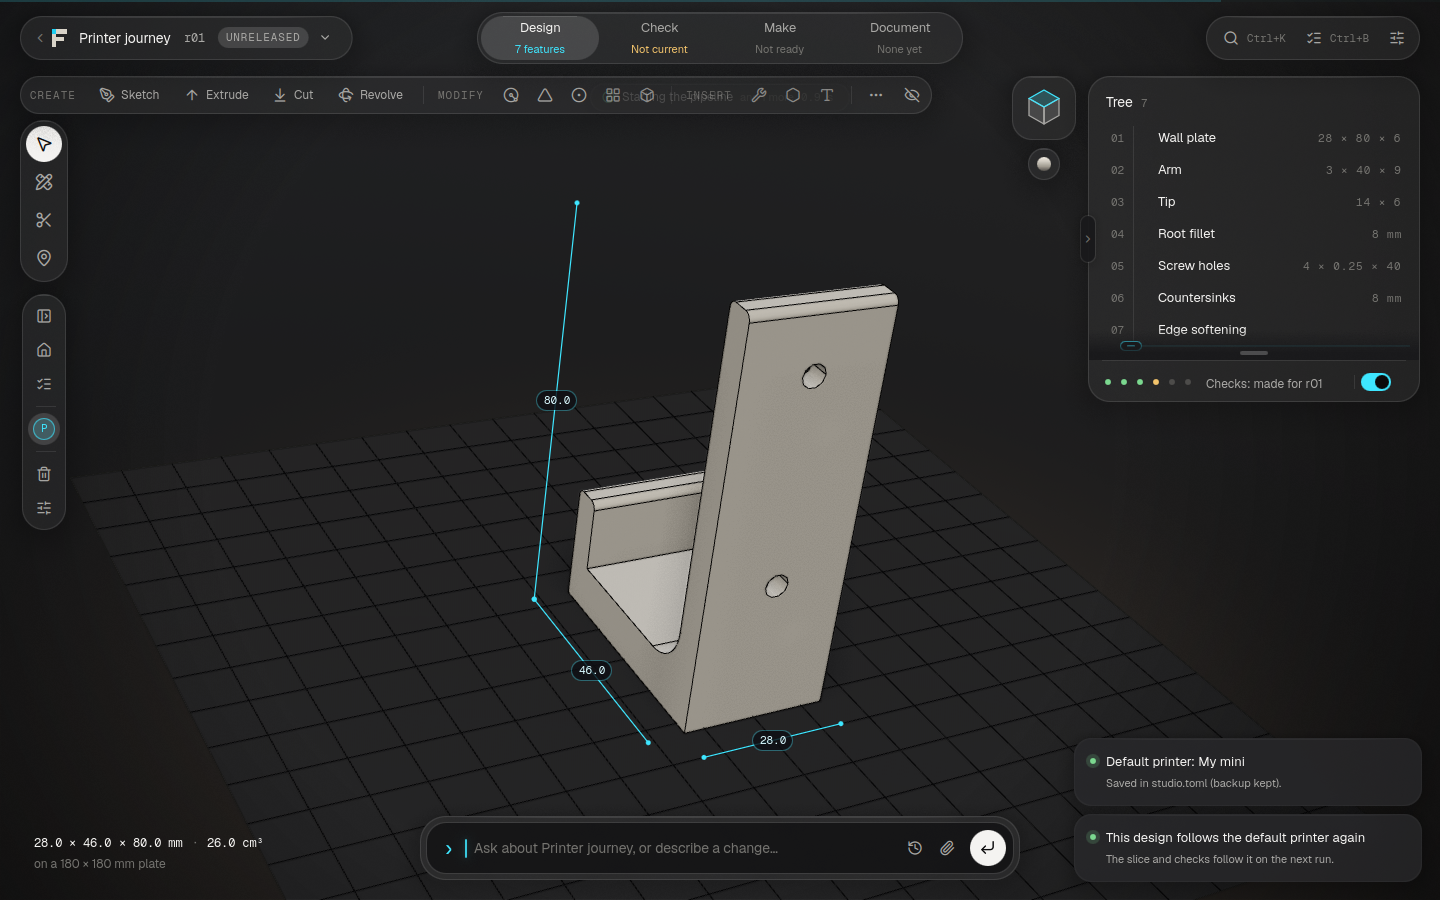 Printer journey r01 UNRELEASED
Design
7 features
Check
Not current
Make
Not ready
Document
None yet
Ctrl+K
Ctrl+B
CREATE Sketch Extrude Cut Revolve MODIFY INSERT T
Starting the pipeline
Tree 7
01 Wall plate 28 × 80 × 6
02 Arm 3 × 40 × 9
03 Tip 14 × 6
04 Root fillet 8 mm
05 Screw holes 4 × 0.25 × 40
06 Countersinks 8 mm
07 Edge softening
Checks: made for r01
P
80.0
46.0
28.0
Default printer: My mini
Saved in studio.toml (backup kept).
This design follows the default printer again
The slice and checks follow it on the next run.
28.0 × 46.0 × 80.0 mm · 26.0 cm³
on a 180 × 180 mm plate
Ask about Printer journey, or describe a change…